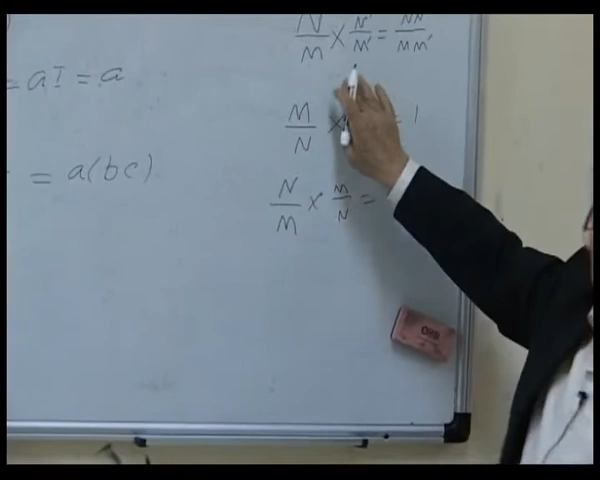 N/M × N'/M' = NN'/MM'
= aI = a
M/N × = 1
= a(bc)
N/M × M/N =